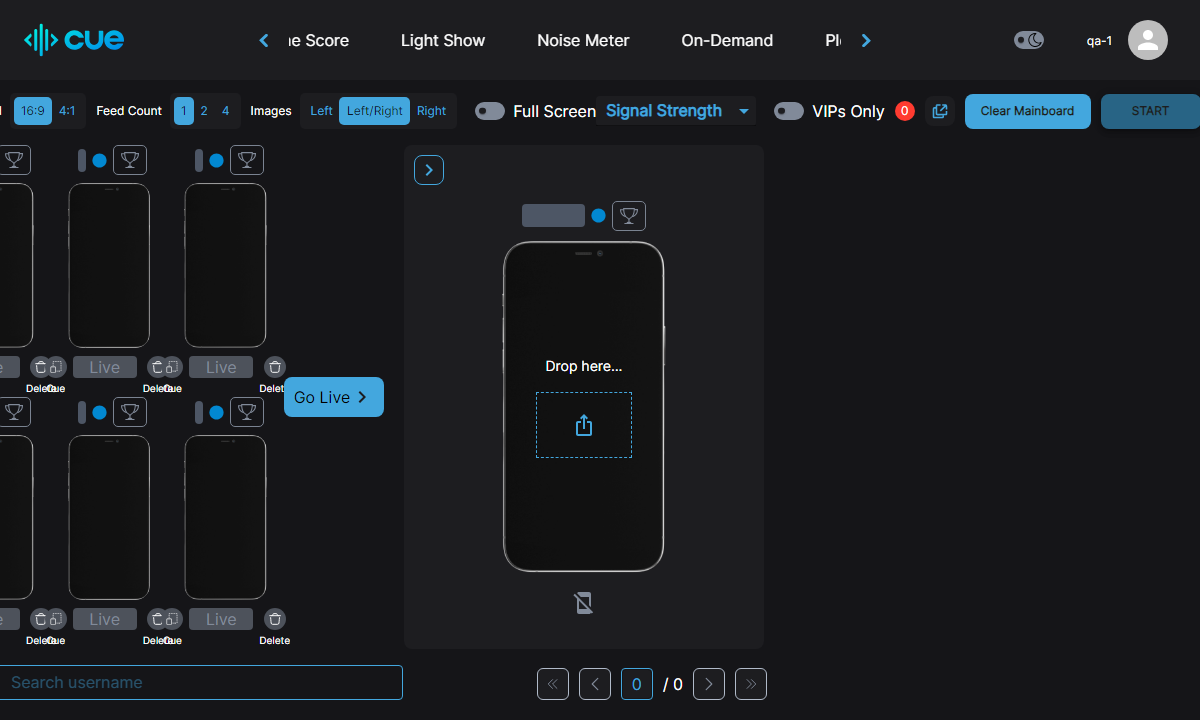 cue
Light Show
Noise Meter
On-Demand
qa-1
Score
16:9
4:1
Feed Count
1
2
4
Images
Left
Left/Right
Right
Full Screen
Signal Strength
VIPs Only
0
Clear Mainboard
START
Live
Live
Delete
Cue
Delete
Cue
Delete
Go Live
Drop here...
Live
Live
Delete
Cue
Delete
Cue
Delete
Search username
0
/ 0